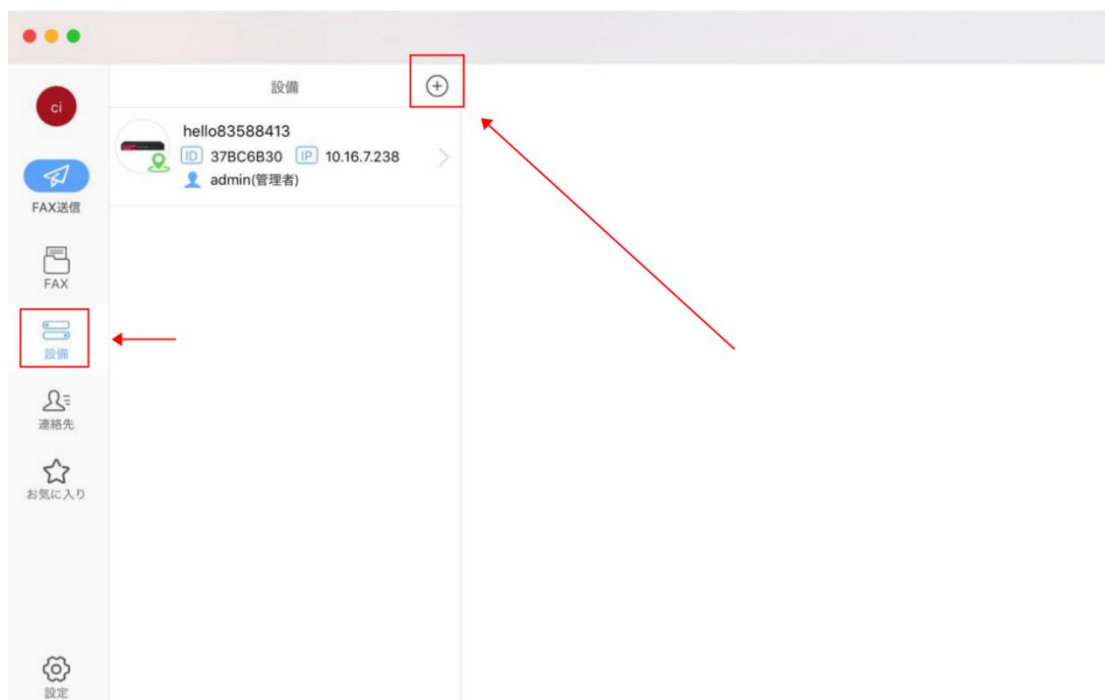 ci
FAX送信
FAX
設備
連絡先
お気に入り
設定
設備
hello83588413
ID 37BC6B30 IP 10.16.7.238
admin(管理者)